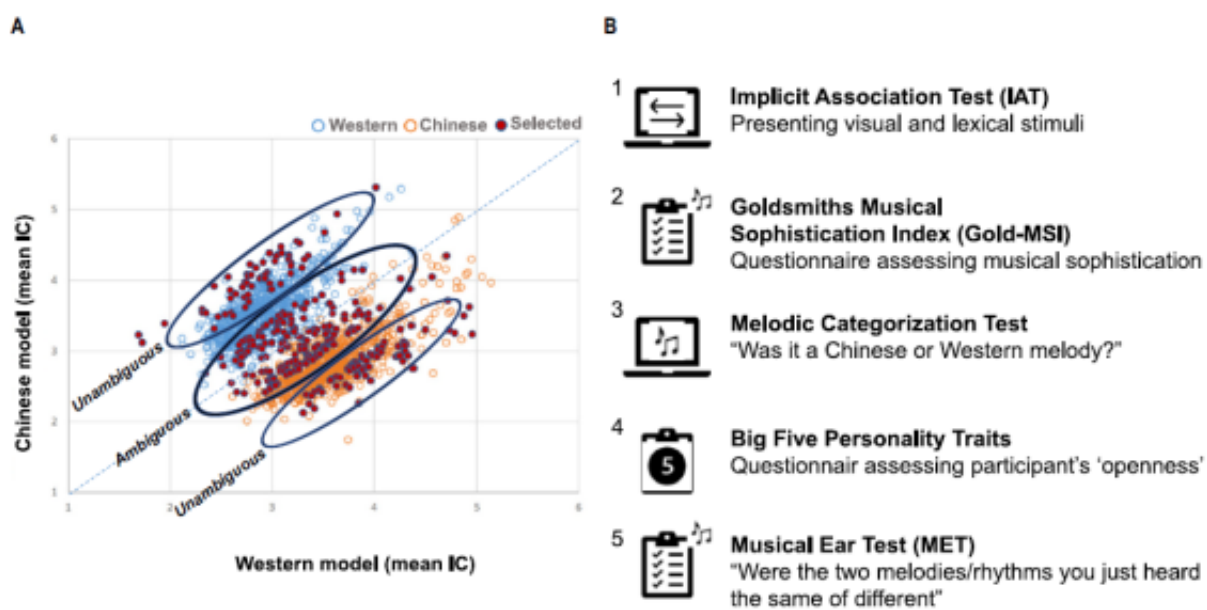 A
Western Chinese Selected
6
5
4
3
2
1
1 2 3 4 5 6
Chinese model (mean IC)
Western model (mean IC)
Unambiguous
Ambiguous
Unambiguous
B
1
Implicit Association Test (IAT)
Presenting visual and lexical stimuli
2
Goldsmiths Musical
Sophistication Index (Gold-MSI)
Questionnaire assessing musical sophistication
3
Melodic Categorization Test
“Was it a Chinese or Western melody?”
4
5
Big Five Personality Traits
Questionnair assessing participant’s ‘openness’
5
Musical Ear Test (MET)
“Were the two melodies/rhythms you just heard
the same of different”